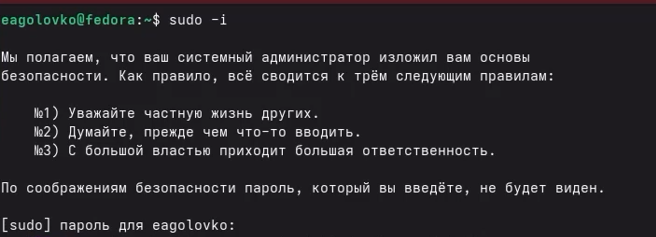 eagolovko@fedora:~$ sudo -i
Мы полагаем, что ваш системный администратор изложил вам основы
безопасности. Как правило, всё сводится к трём следующим правилам:
№1) Уважайте частную жизнь других.
№2) Думайте, прежде чем что-то вводить.
№3) С большой властью приходит большая ответственность.
По соображениям безопасности пароль, который вы введёте, не будет виден.
[sudo] пароль для eagolovko: